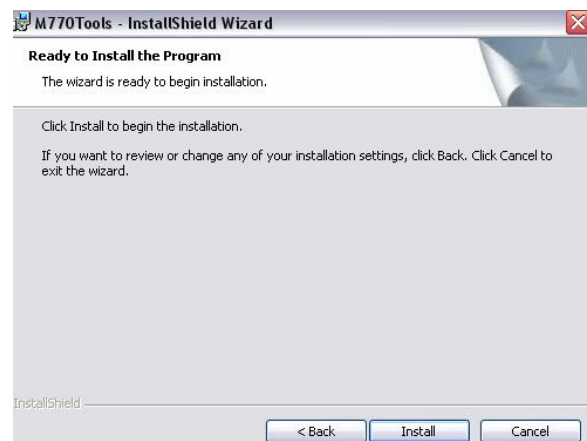 M770Tools - InstallShield Wizard
Ready to Install the Program
The wizard is ready to begin installation.
Click Install to begin the installation.
If you want to review or change any of your installation settings, click Back. Click Cancel to
exit the wizard.
InstallShield
< Back Install Cancel